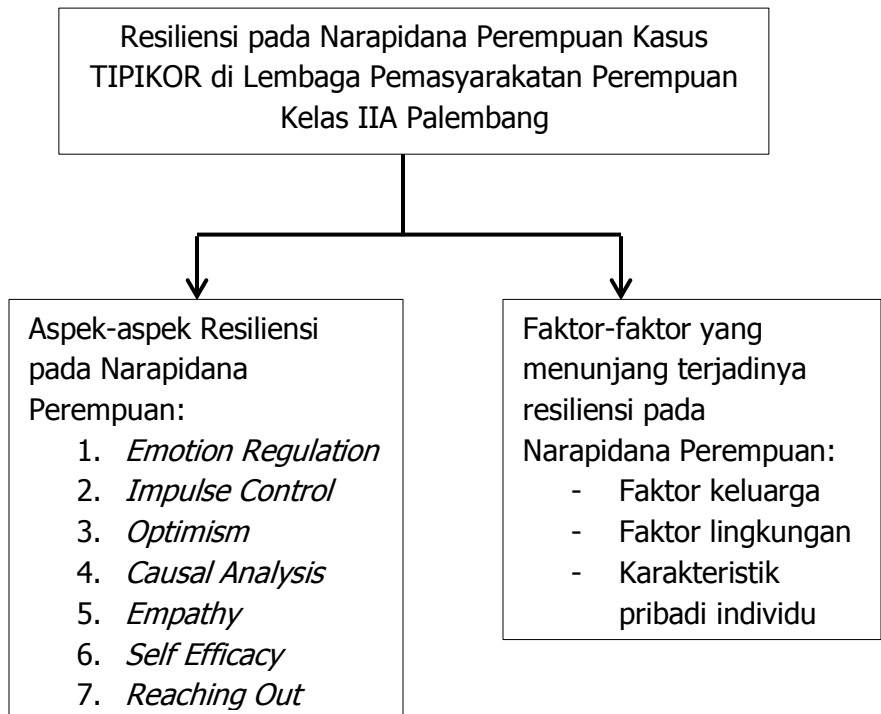 Resiliensi pada Narapidana Perempuan Kasus
TIPIKOR di Lembaga Pemasyarakatan Perempuan
Kelas IIA Palembang
Aspek-aspek Resiliensi
pada Narapidana
Perempuan:
1. Emotion Regulation
2. Impulse Control
3. Optimism
4. Causal Analysis
5. Empathy
6. Self Efficacy
7. Reaching Out
Faktor-faktor yang
menunjang terjadinya
resiliensi pada
Narapidana Perempuan:
- Faktor keluarga
- Faktor lingkungan
- Karakteristik
pribadi individu